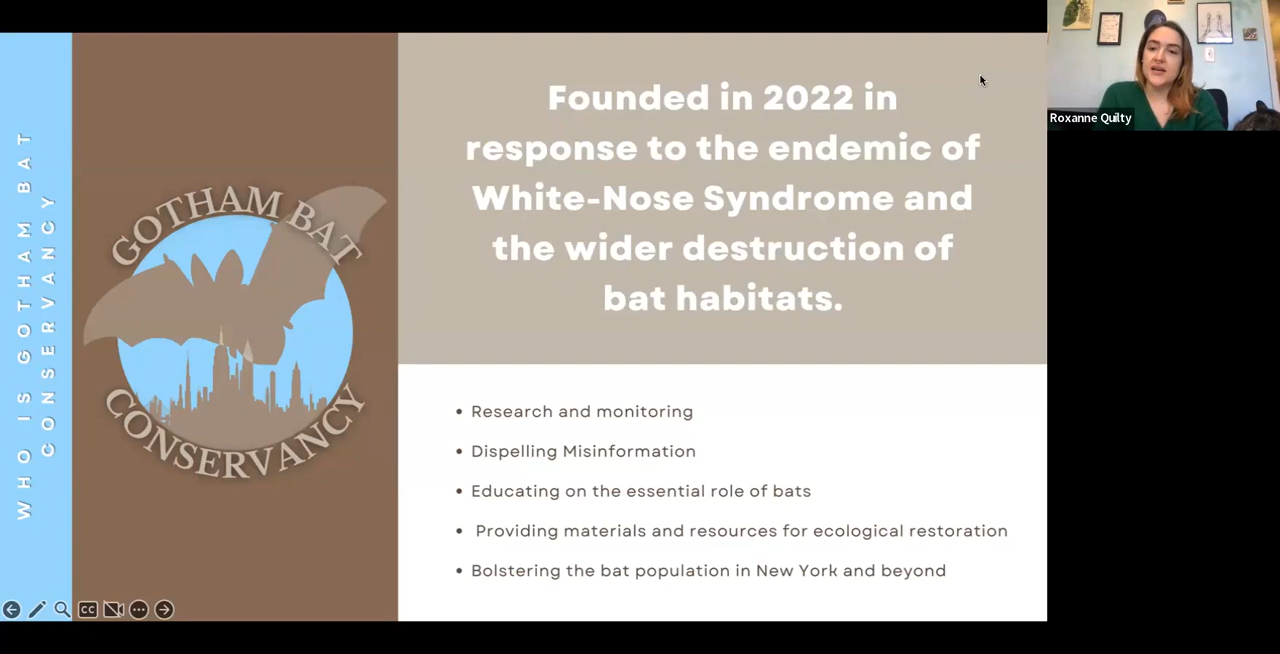 WHO IS GOTHAM BAT
CONSERVANCY
GOTHAM BAT
CONSERVANCY
Founded in 2022 in
response to the endemic of
White-Nose Syndrome and
the wider destruction of
bat habitats.
• Research and monitoring
• Dispelling Misinformation
• Educating on the essential role of bats
• Providing materials and resources for ecological restoration
• Bolstering the bat population in New York and beyond
CC
Roxanne Quilty